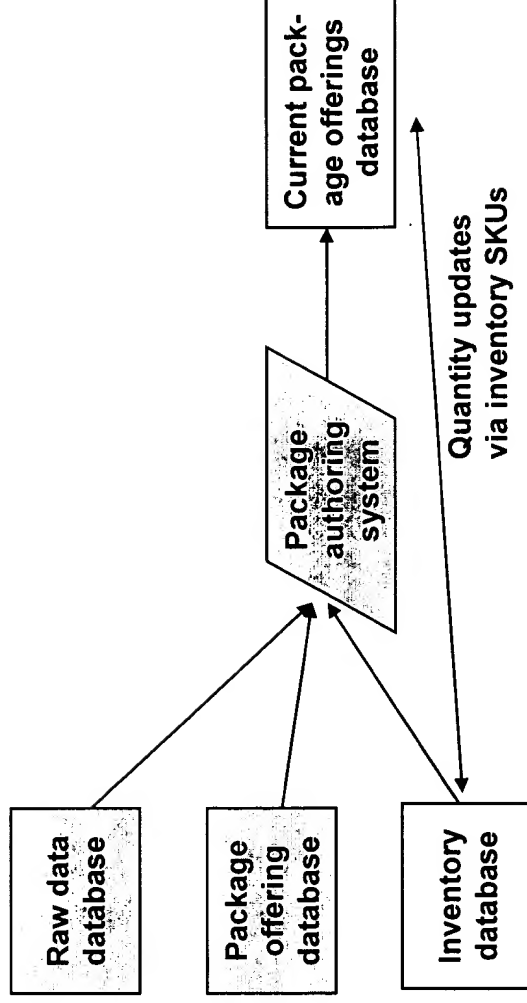 Raw data
database
Package
offering
database
Inventory
database
Package
authoring
system
Current pack-
age offerings
database
Quantity updates
via inventory SKUs